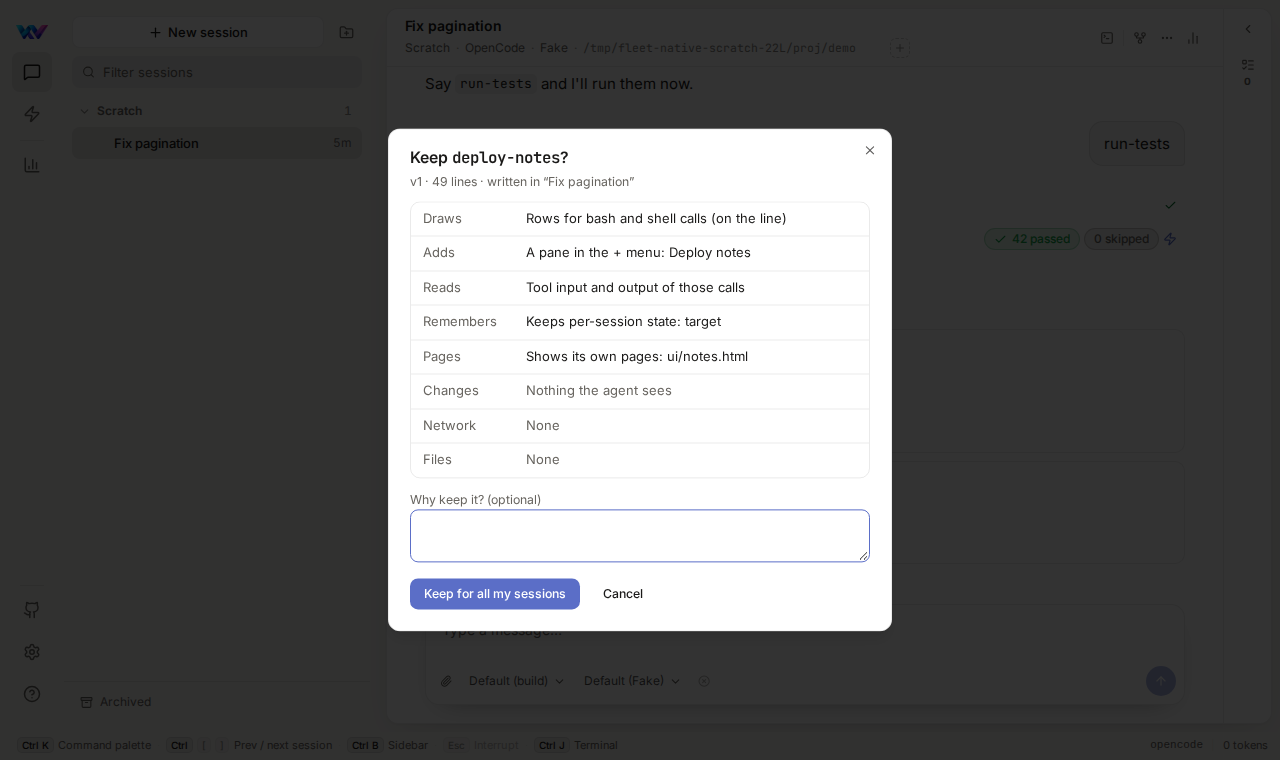 New session
Filter sessions
Scratch 1
Fix pagination 5m
Archived
Fix pagination
Scratch · OpenCode · Fake · /tmp/fleet-native-scratch-22L/proj/demo
Say run-tests and I'll run them now.
run-tests
42 passed
0 skipped
0
Keep deploy-notes?
v1 · 49 lines · written in “Fix pagination”
Draws Rows for bash and shell calls (on the line)
Adds A pane in the + menu: Deploy notes
Reads Tool input and output of those calls
Remembers Keeps per-session state: target
Pages Shows its own pages: ui/notes.html
Changes Nothing the agent sees
Network None
Files None
Why keep it? (optional)
Keep for all my sessions
Cancel
Type a message...
Default (build)
Default (Fake)
Ctrl K Command palette Ctrl [ ] Prev / next session Ctrl B Sidebar Esc Interrupt Ctrl J Terminal
opencode 0 tokens